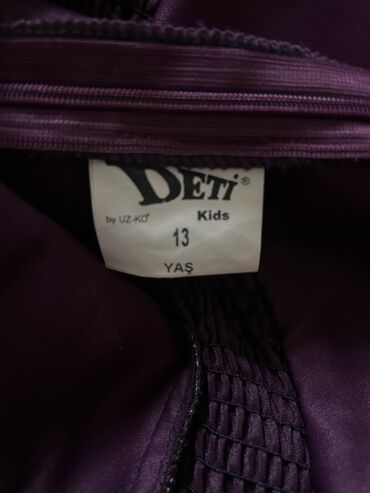 DETi®
by UZ-KO® Kids
13
YAŞ